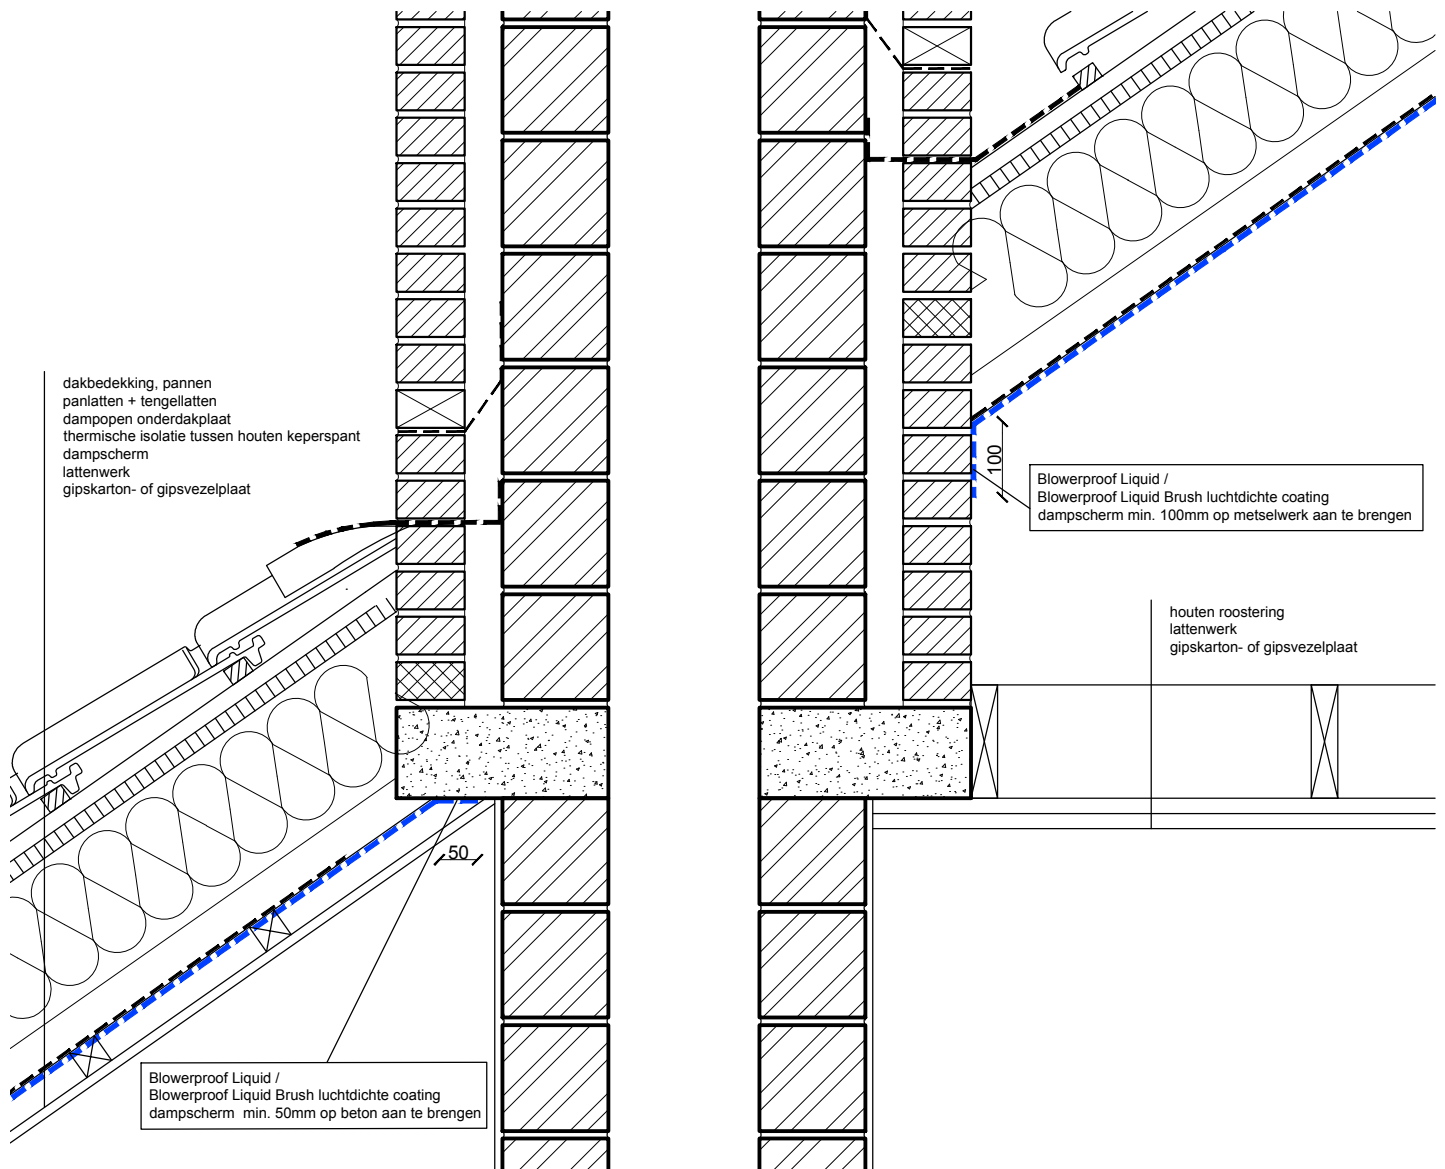 dakbedekking, pannen
panlatten + tengellatten
dampopen onderdakplaat
thermische isolatie tussen houten keperspant
dampscherm
lattenwerk
gipskarton- of gipsvezelplaat
100
Blowerproof Liquid /
Blowerproof Liquid Brush luchtdichte coating
dampscherm min. 100mm op metselwerk aan te brengen
houten roostering
lattenwerk
gipskarton- of gipsvezelplaat
50
Blowerproof Liquid /
Blowerproof Liquid Brush luchtdichte coating
dampscherm  min. 50mm op beton aan te brengen